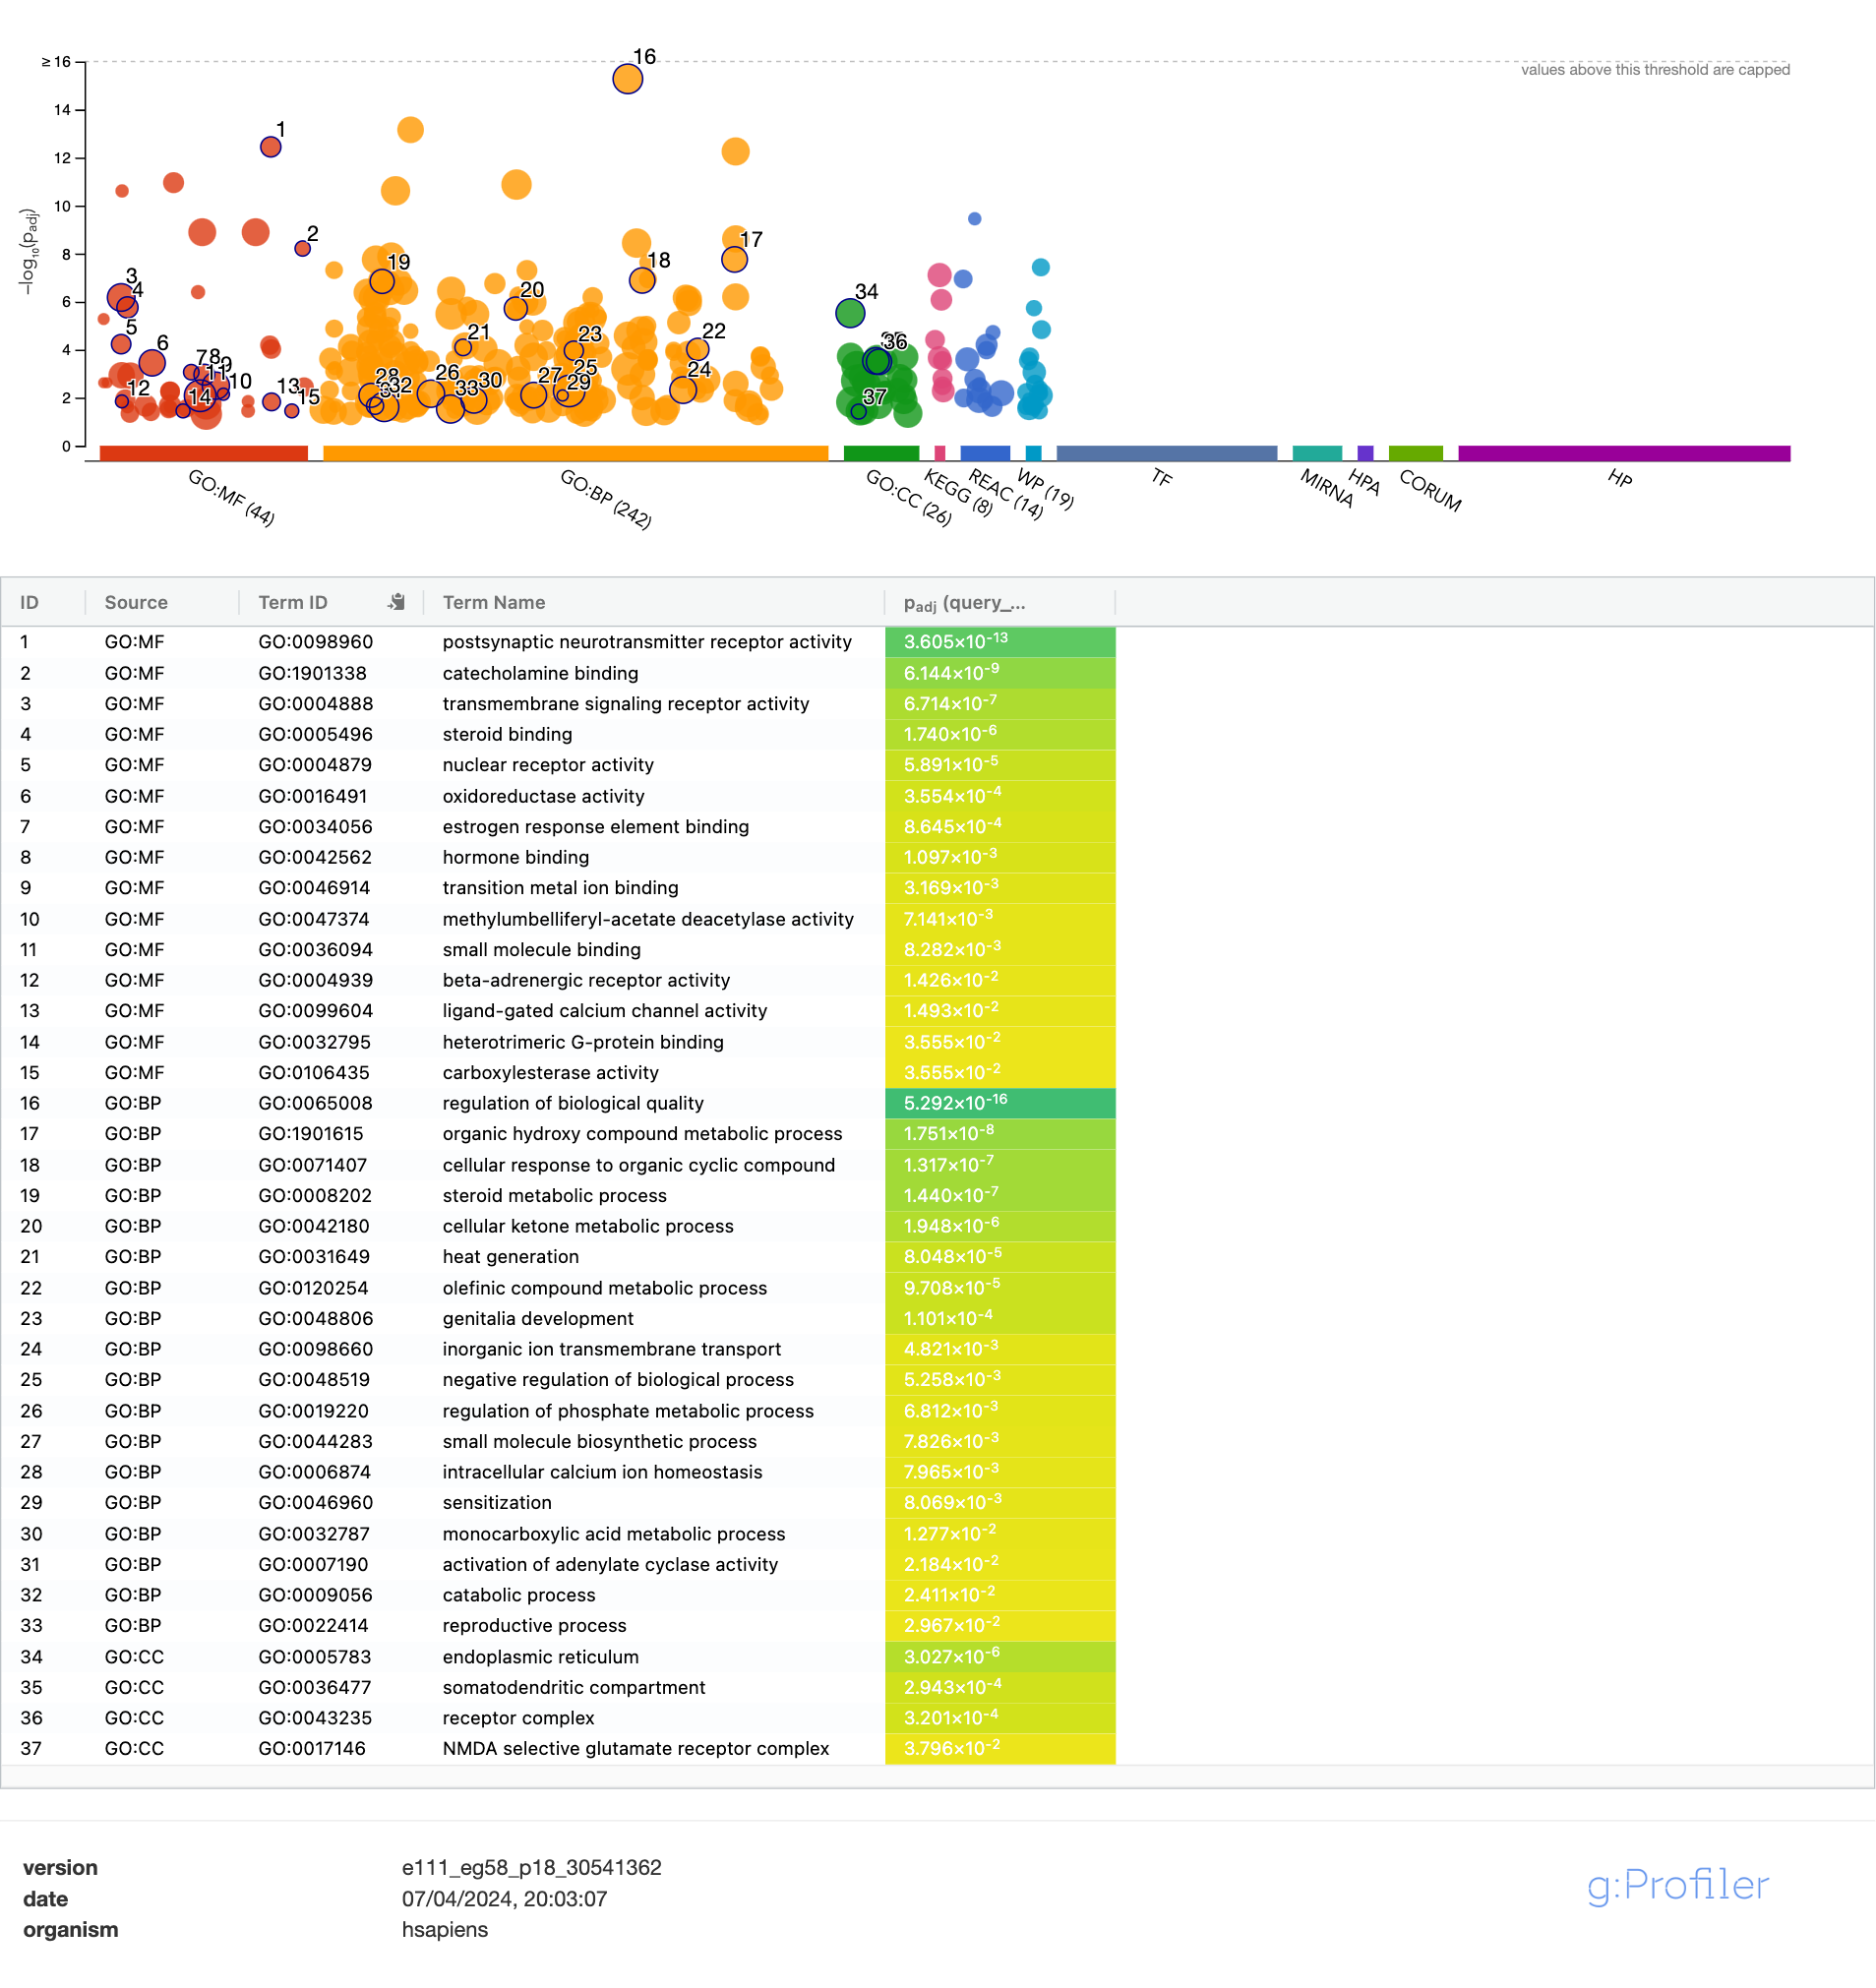 16
≥ 16
values above this threshold are capped
14
1
12
10
2
17
8
19
18
3
4
6
20
34
–log₁₀(padj)
5
6
21
23
22
36
4
7
8
9
11
10
12
14
13
15
28
32
26
33
30
27
25
29
24
37
2
0
GO:MF (44)
GO:BP (242)
GO:CC (26)
KEGG (8)
REAC (14)
WP (19)
TF
MIRNA
HPA
CORUM
HP
ID Source Term ID Term Name padj (query_...
1 GO:MF GO:0098960 postsynaptic neurotransmitter receptor activity 3.605×10⁻¹³
2 GO:MF GO:1901338 catecholamine binding 6.144×10⁻⁹
3 GO:MF GO:0004888 transmembrane signaling receptor activity 6.714×10⁻⁷
4 GO:MF GO:0005496 steroid binding 1.740×10⁻⁶
5 GO:MF GO:0004879 nuclear receptor activity 5.891×10⁻⁵
6 GO:MF GO:0016491 oxidoreductase activity 3.554×10⁻⁴
7 GO:MF GO:0034056 estrogen response element binding 8.645×10⁻⁴
8 GO:MF GO:0042562 hormone binding 1.097×10⁻³
9 GO:MF GO:0046914 transition metal ion binding 3.169×10⁻³
10 GO:MF GO:0047374 methylumbelliferyl-acetate deacetylase activity 7.141×10⁻³
11 GO:MF GO:0036094 small molecule binding 8.282×10⁻³
12 GO:MF GO:0004939 beta-adrenergic receptor activity 1.426×10⁻²
13 GO:MF GO:0099604 ligand-gated calcium channel activity 1.493×10⁻²
14 GO:MF GO:0032795 heterotrimeric G-protein binding 3.555×10⁻²
15 GO:MF GO:0106435 carboxylesterase activity 3.555×10⁻²
16 GO:BP GO:0065008 regulation of biological quality 5.292×10⁻¹⁶
17 GO:BP GO:1901615 organic hydroxy compound metabolic process 1.751×10⁻⁸
18 GO:BP GO:0071407 cellular response to organic cyclic compound 1.317×10⁻⁷
19 GO:BP GO:0008202 steroid metabolic process 1.440×10⁻⁷
20 GO:BP GO:0042180 cellular ketone metabolic process 1.948×10⁻⁶
21 GO:BP GO:0031649 heat generation 8.048×10⁻⁵
22 GO:BP GO:0120254 olefinic compound metabolic process 9.708×10⁻⁵
23 GO:BP GO:0048806 genitalia development 1.101×10⁻⁴
24 GO:BP GO:0098660 inorganic ion transmembrane transport 4.821×10⁻³
25 GO:BP GO:0048519 negative regulation of biological process 5.258×10⁻³
26 GO:BP GO:0019220 regulation of phosphate metabolic process 6.812×10⁻³
27 GO:BP GO:0044283 small molecule biosynthetic process 7.826×10⁻³
28 GO:BP GO:0006874 intracellular calcium ion homeostasis 7.965×10⁻³
29 GO:BP GO:0046960 sensitization 8.069×10⁻³
30 GO:BP GO:0032787 monocarboxylic acid metabolic process 1.277×10⁻²
31 GO:BP GO:0007190 activation of adenylate cyclase activity 2.184×10⁻²
32 GO:BP GO:0009056 catabolic process 2.411×10⁻²
33 GO:BP GO:0022414 reproductive process 2.967×10⁻²
34 GO:CC GO:0005783 endoplasmic reticulum 3.027×10⁻⁶
35 GO:CC GO:0036477 somatodendritic compartment 2.943×10⁻⁴
36 GO:CC GO:0043235 receptor complex 3.201×10⁻⁴
37 GO:CC GO:0017146 NMDA selective glutamate receptor complex 3.796×10⁻²
version e111_eg58_p18_30541362
date 07/04/2024, 20:03:07
organism hsapiens
g:Profiler